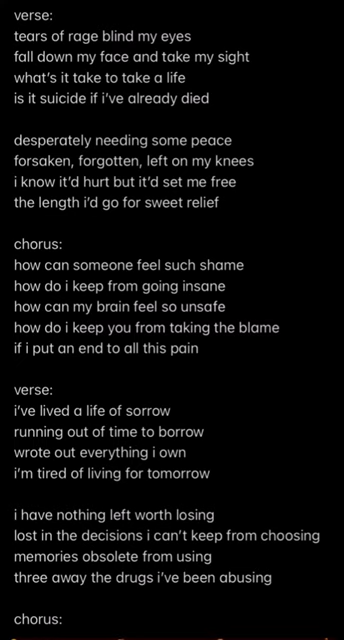 verse:
tears of rage blind my eyes
fall down my face and take my sight
what's it take to take a life
is it suicide if i've already died
desperately needing some peace
forsaken, forgotten, left on my knees
i know it'd hurt but it'd set me free
the length i'd go for sweet relief
chorus:
how can someone feel such shame
how do i keep from going insane
how can my brain feel so unsafe
how do i keep you from taking the blame
if i put an end to all this pain
verse:
i've lived a life of sorrow
running out of time to borrow
wrote out everything i own
i'm tired of living for tomorrow
i have nothing left worth losing
lost in the decisions i can't keep from choosing
memories obsolete from using
three away the drugs i've been abusing
chorus: